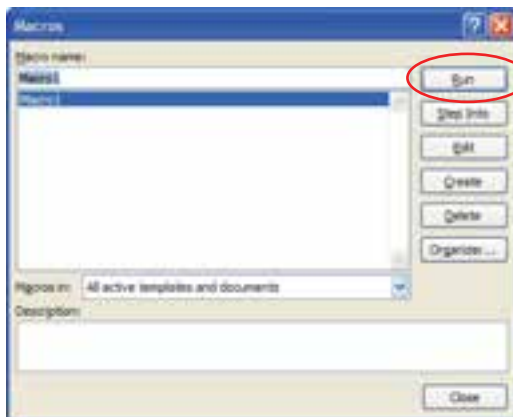 Macros
Macro name:
Macro1
Run
Macro1
Step Into
Edit
Create
Delete
Organizer...
Macros in: All active templates and documents
Description:
Close